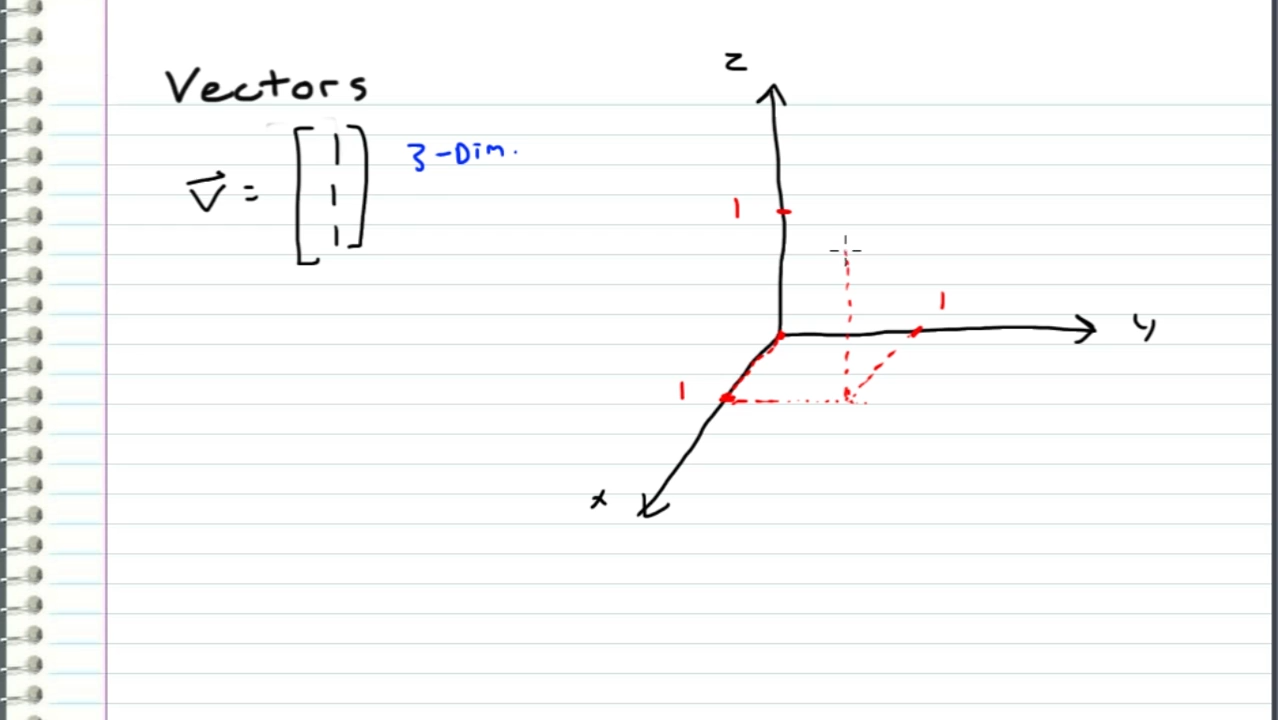 Vectors
V = [ 1
1
1 ]
3-Dim.
z
1
1
y
1
x